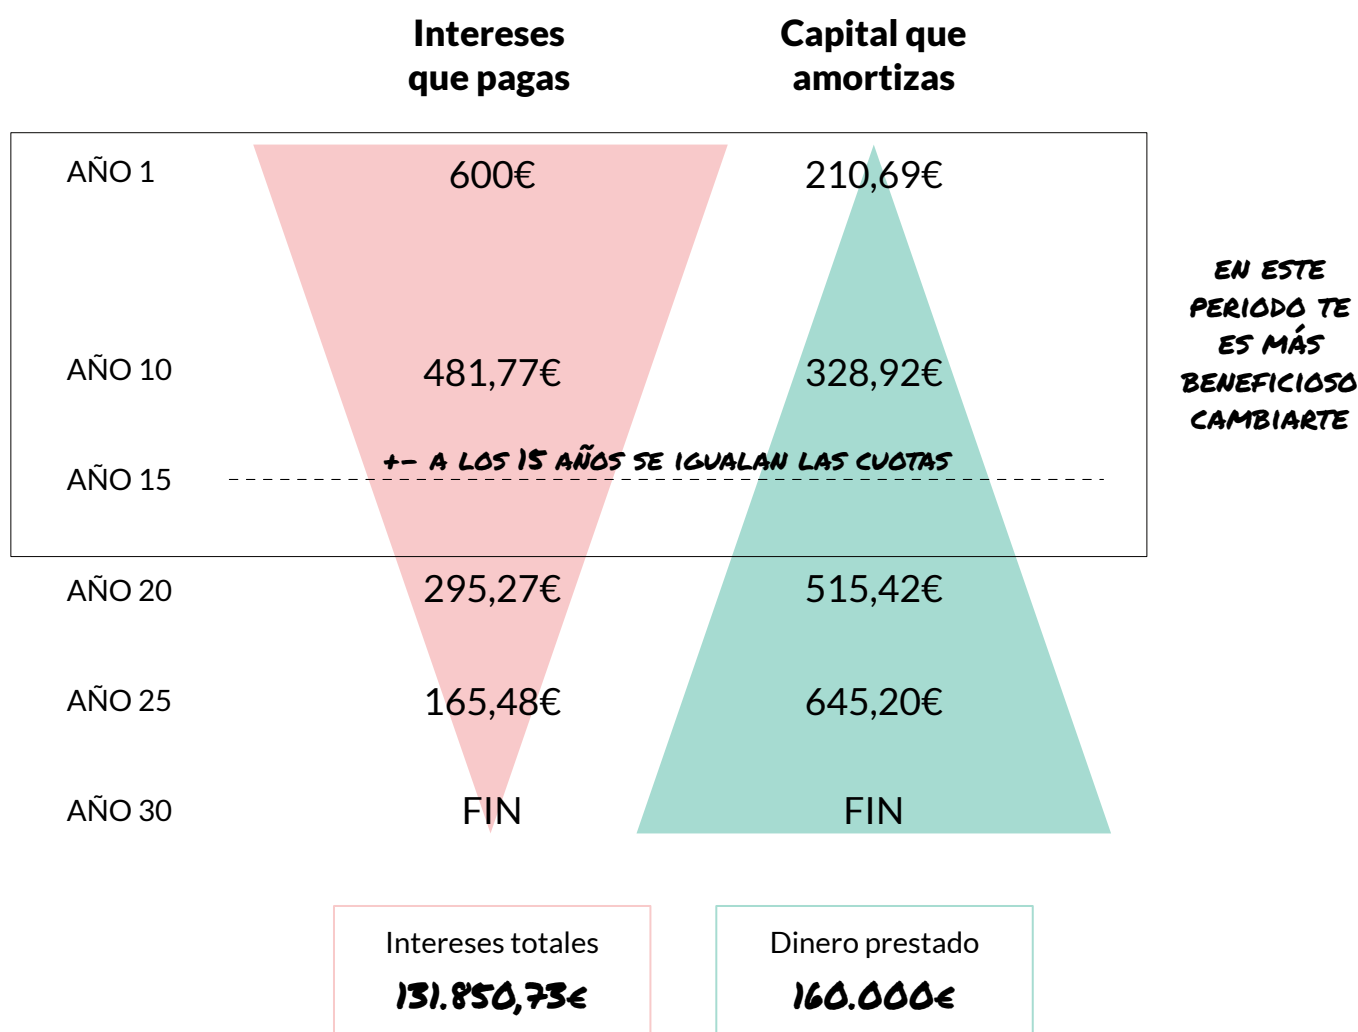 Intereses
que pagas
Capital que
amortizas
AÑO 1
600€
210,69€
EN ESTE
PERIODO TE
ES MÁS
BENEFICIOSO
CAMBIARTE
AÑO 10
481,77€
328,92€
+- A LOS 15 AÑOS SE IGUALAN LAS CUOTAS
AÑO 15
AÑO 20
295,27€
515,42€
AÑO 25
165,48€
645,20€
AÑO 30
FIN
FIN
Intereses totales
131.850,73€
Dinero prestado
160.000€